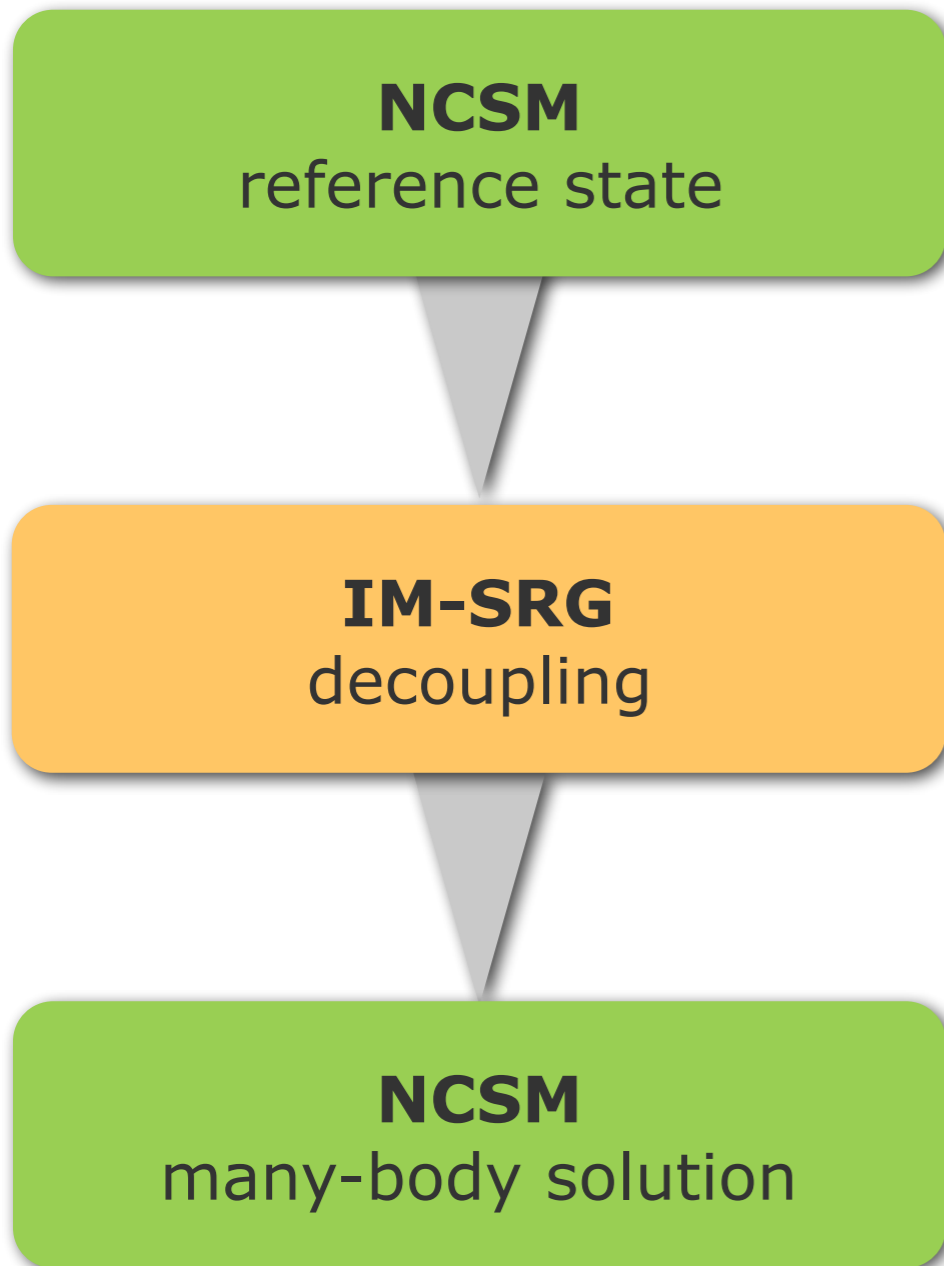 NCSM
reference state
IM-SRG
decoupling
NCSM
many-body solution